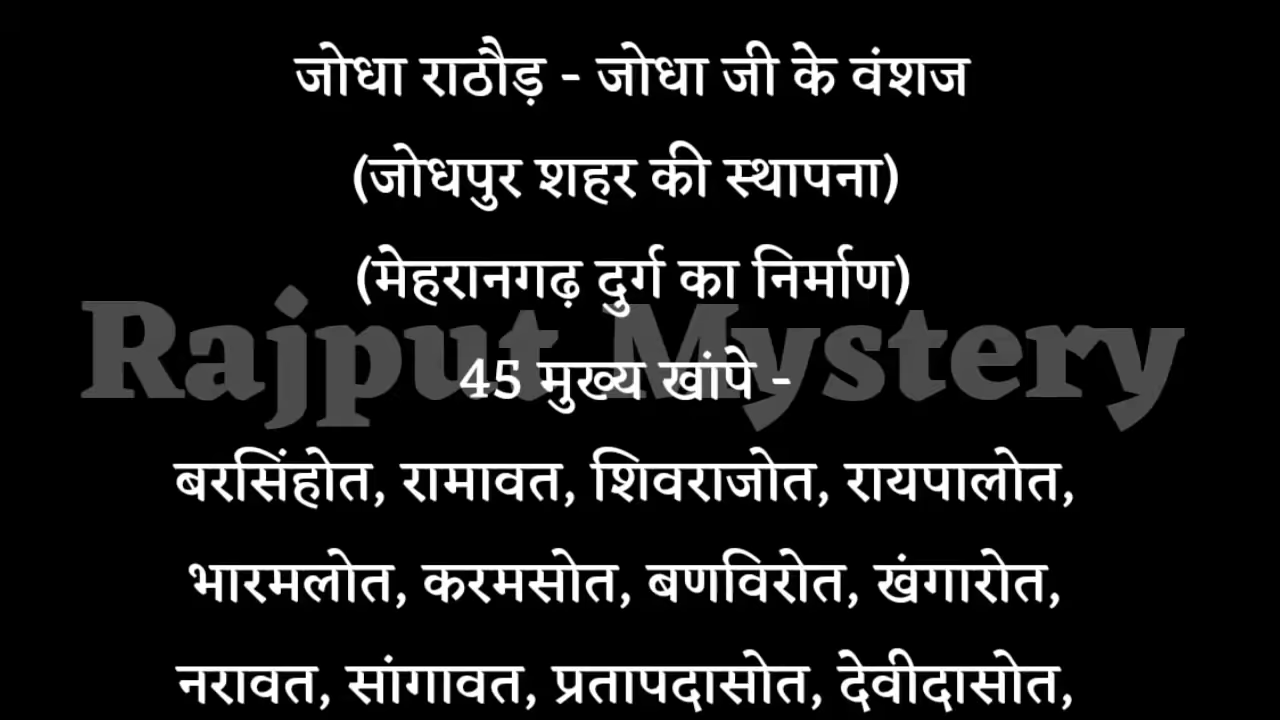 जोधा राठौड़ - जोधा जी के वंशज
(जोधपुर शहर की स्थापना)
(मेहरानगढ़ दुर्ग का निर्माण)
Rajput Mystery
45 मुख्य खांपे -
बरसिंहोत, रामावत, शिवराजोत, रायपालोत,
भारमलोत, करमसोत, बणविरोत, खंगारोत,
नरावत, सांगावत, प्रतापदासोत, देवीदासोत,